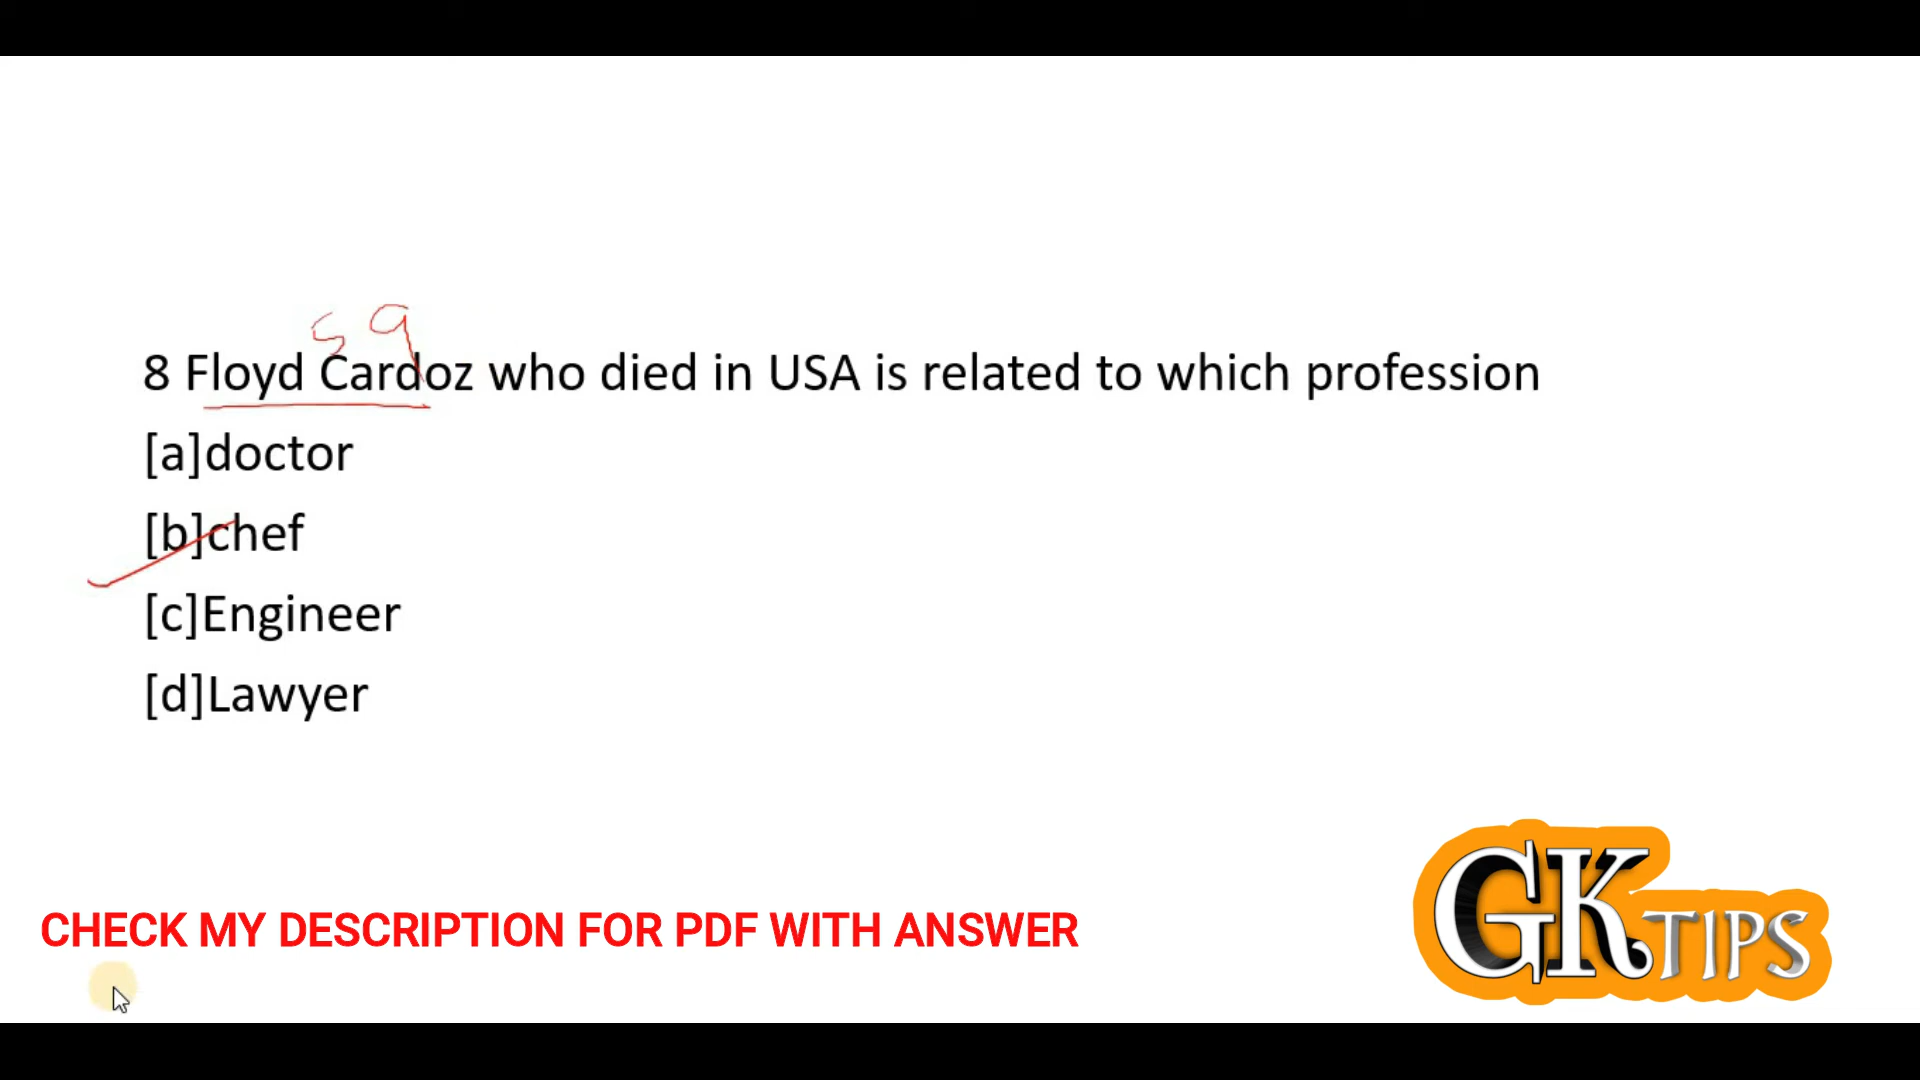 59
8 Floyd Cardoz who died in USA is related to which profession
[a]doctor
[b]chef
[c]Engineer
[d]Lawyer
CHECK MY DESCRIPTION FOR PDF WITH ANSWER
GK TIPS